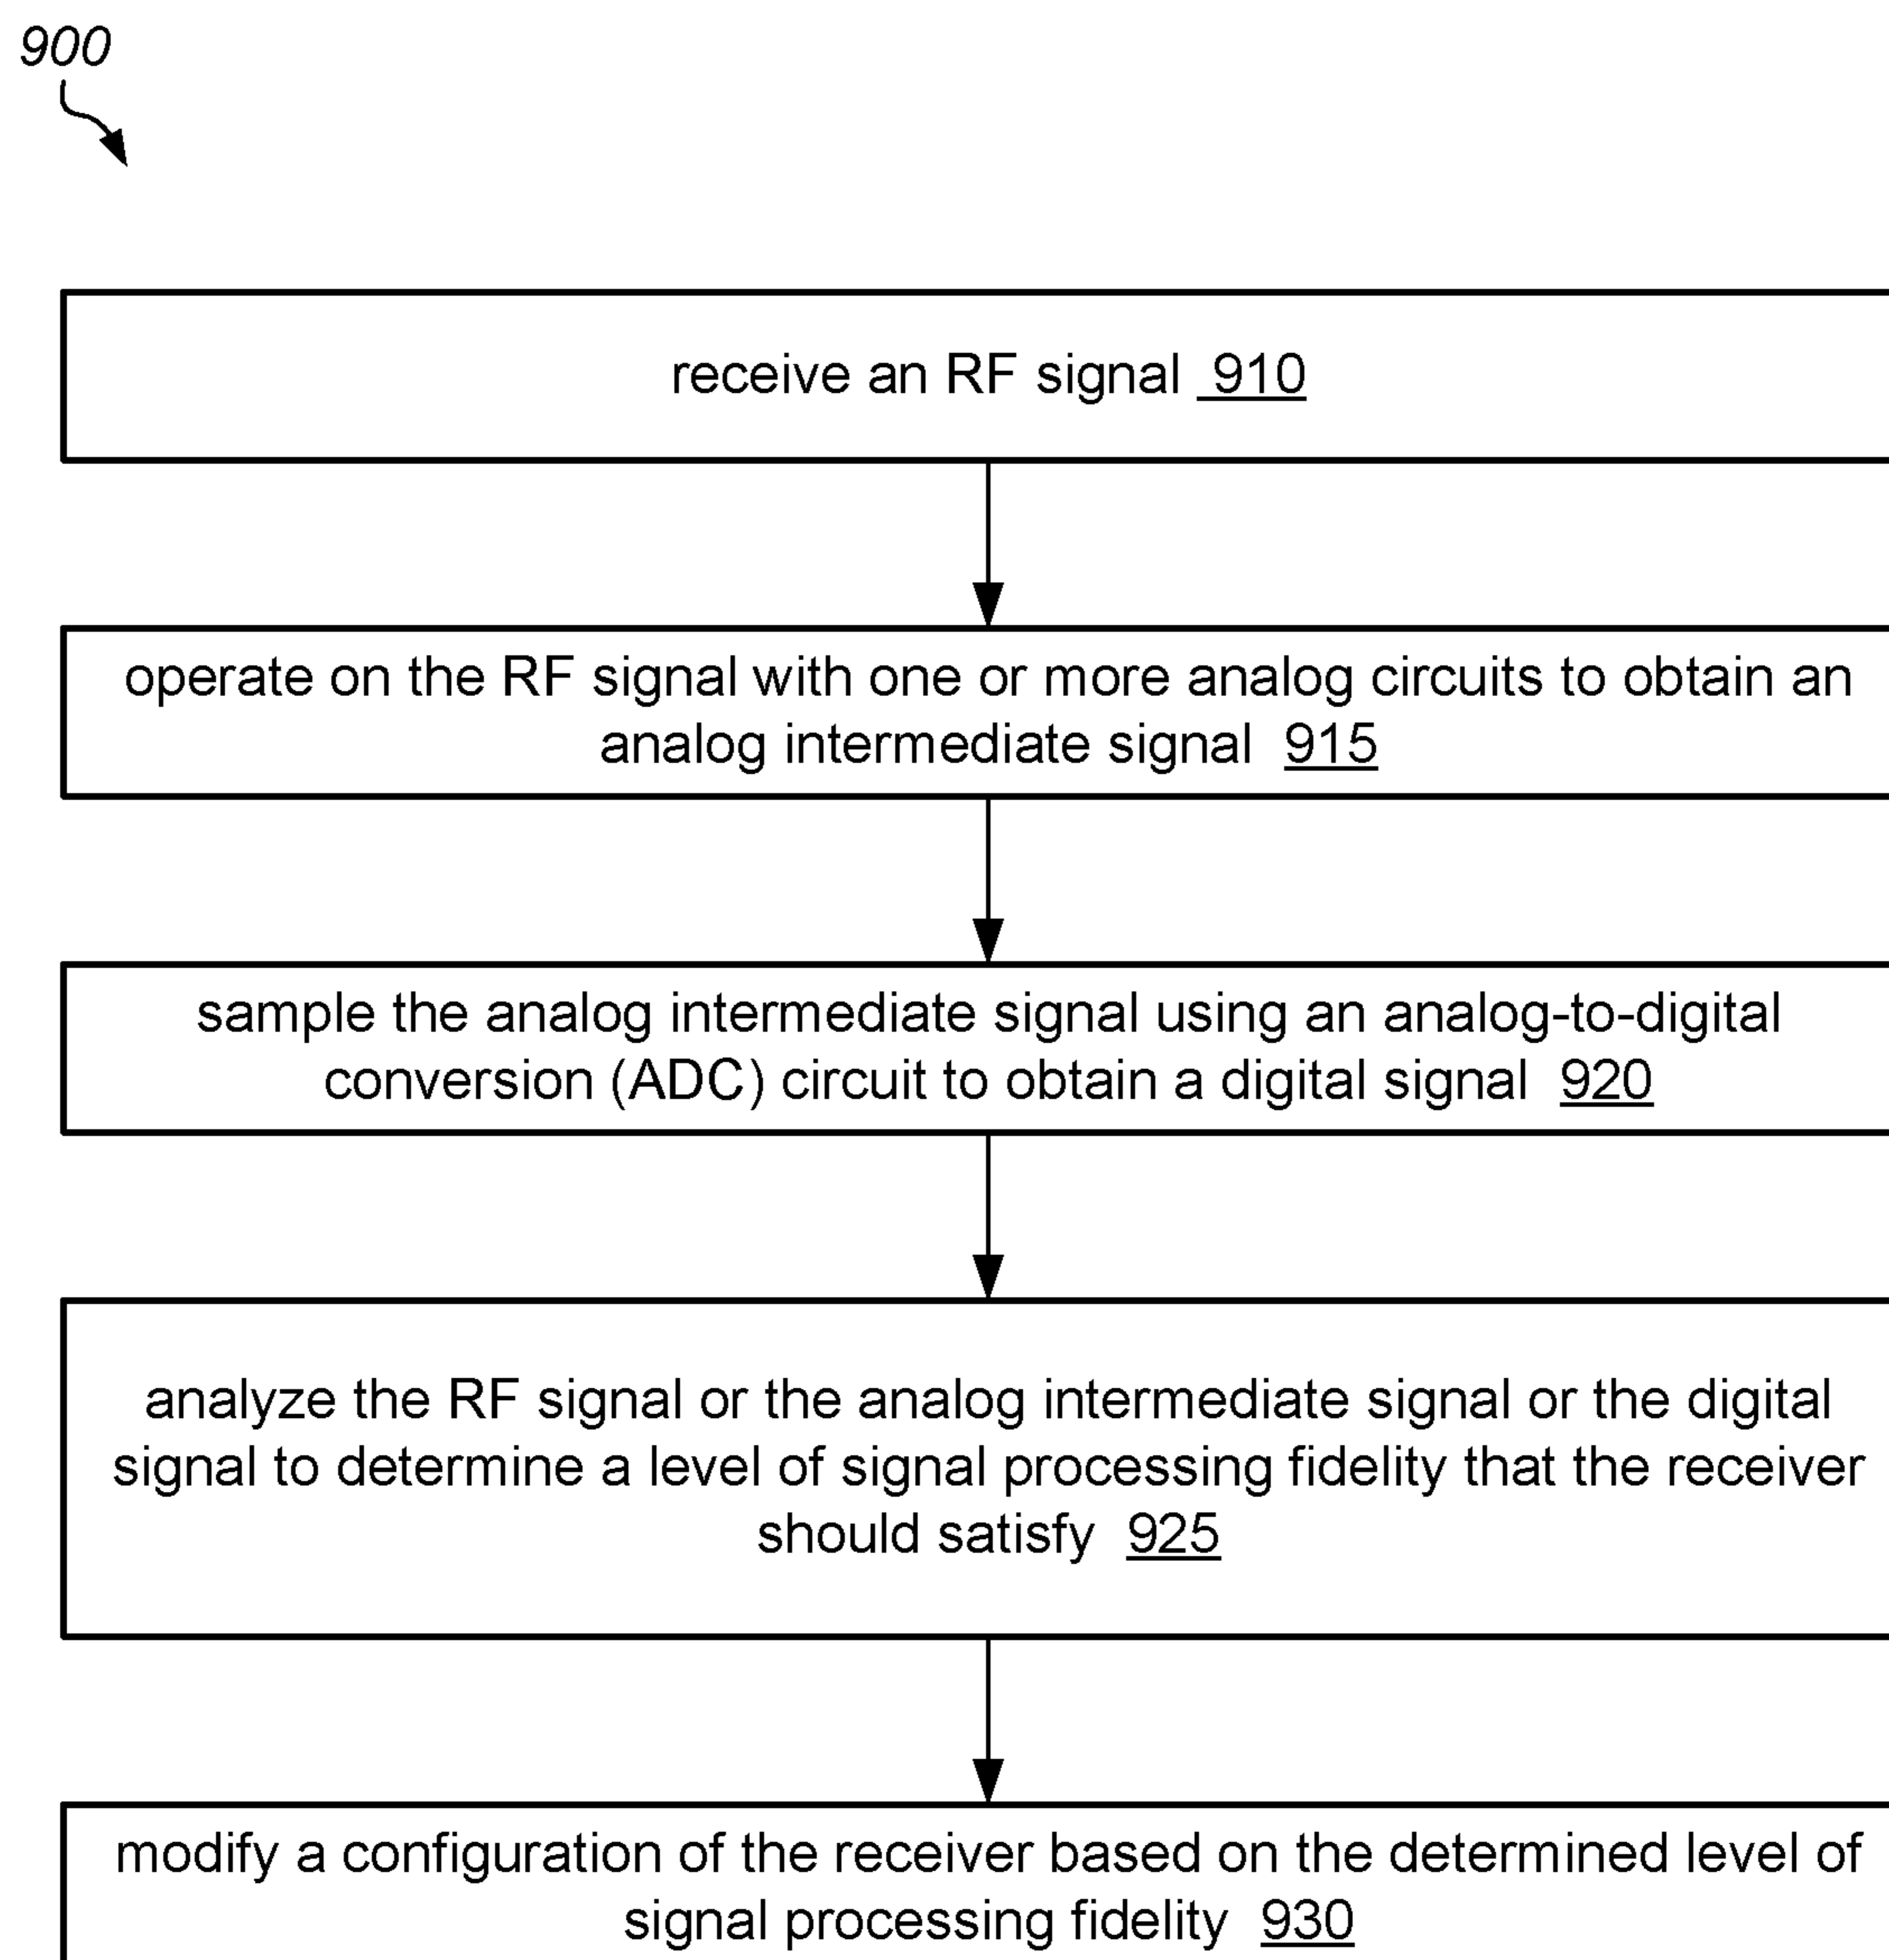 900
receive an RF signal 910
operate on the RF signal with one or more analog circuits to obtain an
analog intermediate signal 915
sample the analog intermediate signal using an analog-to-digital
conversion (ADC) circuit to obtain a digital signal 920
analyze the RF signal or the analog intermediate signal or the digital
signal to determine a level of signal processing fidelity that the receiver
should satisfy 925
modify a configuration of the receiver based on the determined level of
signal processing fidelity 930